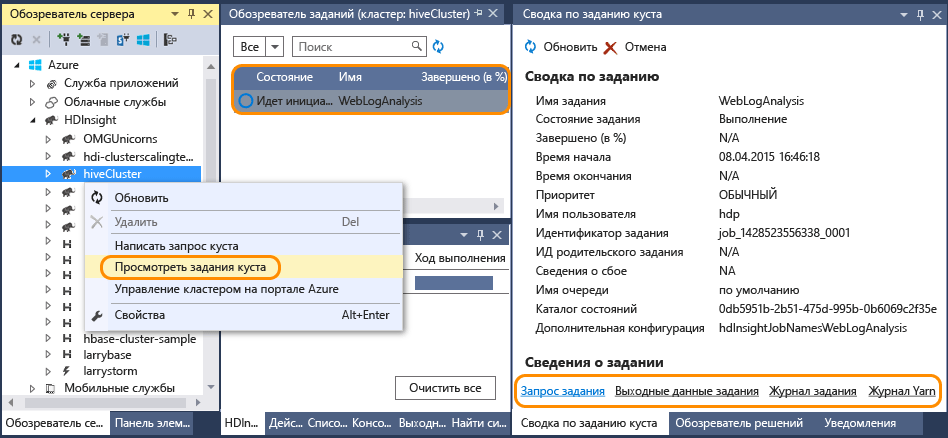 Обозреватель сервера
Azure
Служба приложений
Облачные службы
HDInsight
OMGUnicorns
hdi-clusterscalingte...
hiveCluster
hbase-cluster-sample
larrybase
larrystorm
Мобильные службы
Обозреватель се...
Панель элем...
Обновить
Удалить Del
Написать запрос куста
Просмотреть задания куста
Управление кластером на портале Azure
Свойства Alt+Enter
Обозреватель заданий (кластер: hiveCluster)
Все
Поиск
Состояние Имя Завершено (в %)
Идет инициа... WebLogAnalysis
Ход выполнения
Очистить все
HDIn...
Дейс...
Списо...
Консо...
Выходн...
Найти си...
Сводка по заданию куста
Обновить Отмена
Сводка по заданию
Имя задания WebLogAnalysis
Состояние задания Выполнение
Завершено (в %) N/A
Время начала 08.04.2015 16:46:18
Время окончания N/A
Приоритет ОБЫЧНЫЙ
Имя пользователя hdp
Идентификатор задания job_1428523556338_0001
ИД родительского задания N/A
Сведения о сбое NA
Имя очереди по умолчанию
Каталог состояний 0db5951b-2b51-475d-995b-0b6069c2f35e
Дополнительная конфигурация hdInsightJobNamesWebLogAnalysis
Сведения о задании
Запрос задания Выходные данные задания Журнал задания Журнал Yarn
Сводка по заданию куста
Обозреватель решений
Уведомления